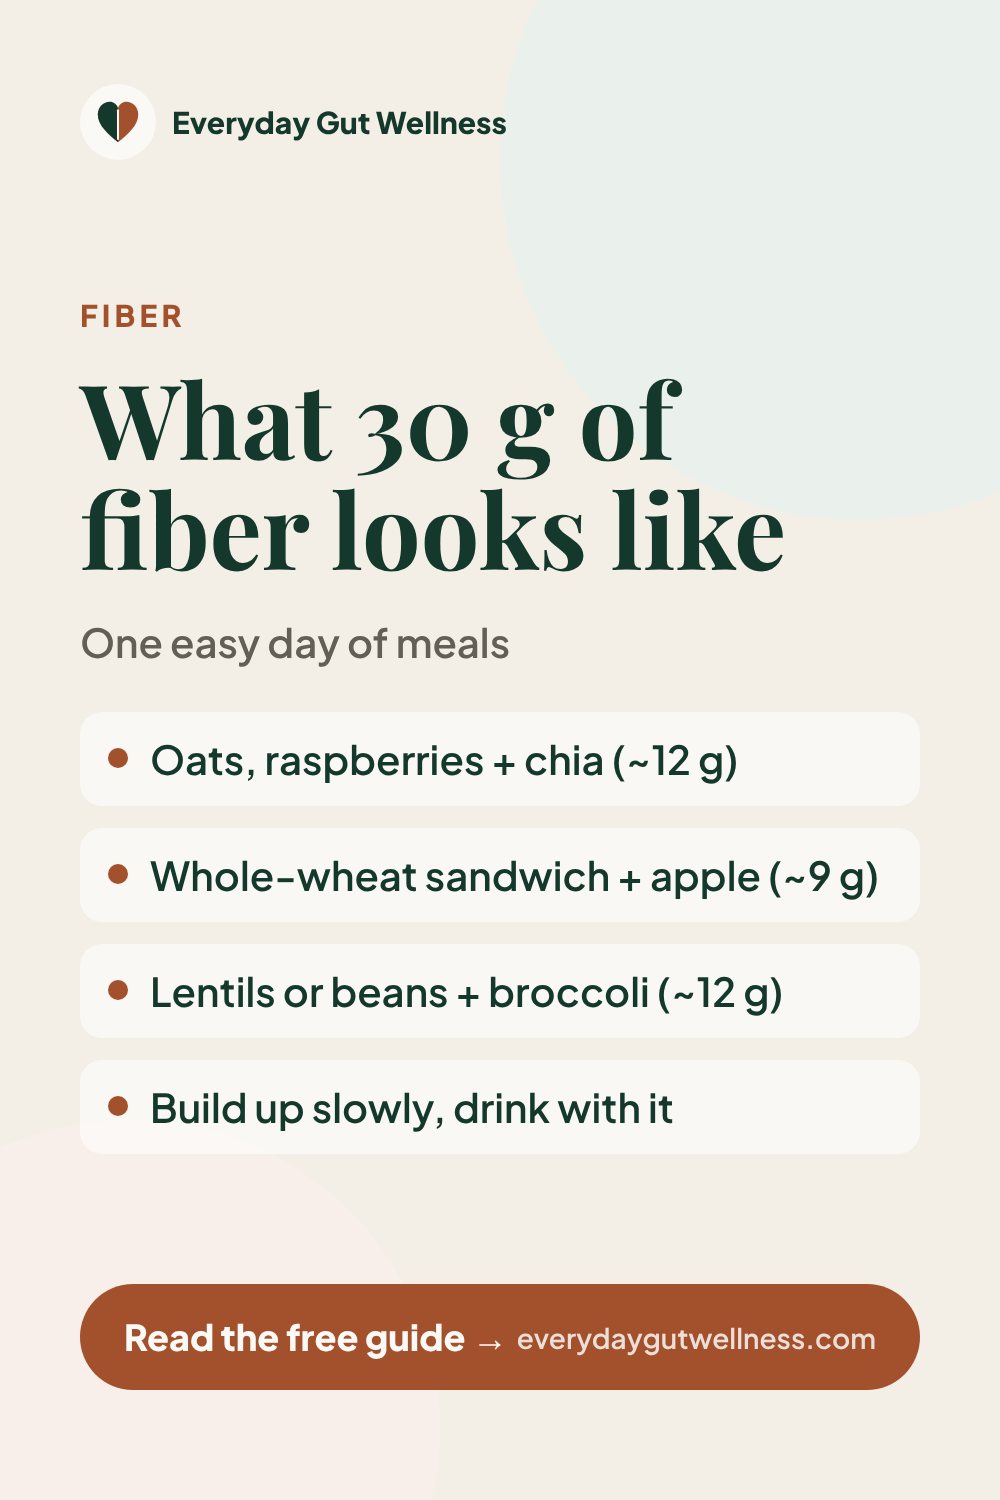 Everyday Gut Wellness
FIBER
What 30 g of
fiber looks like
One easy day of meals
Oats, raspberries + chia (~12 g)
Whole-wheat sandwich + apple (~9 g)
Lentils or beans + broccoli (~12 g)
Build up slowly, drink with it
Read the free guide → everydaygutwellness.com